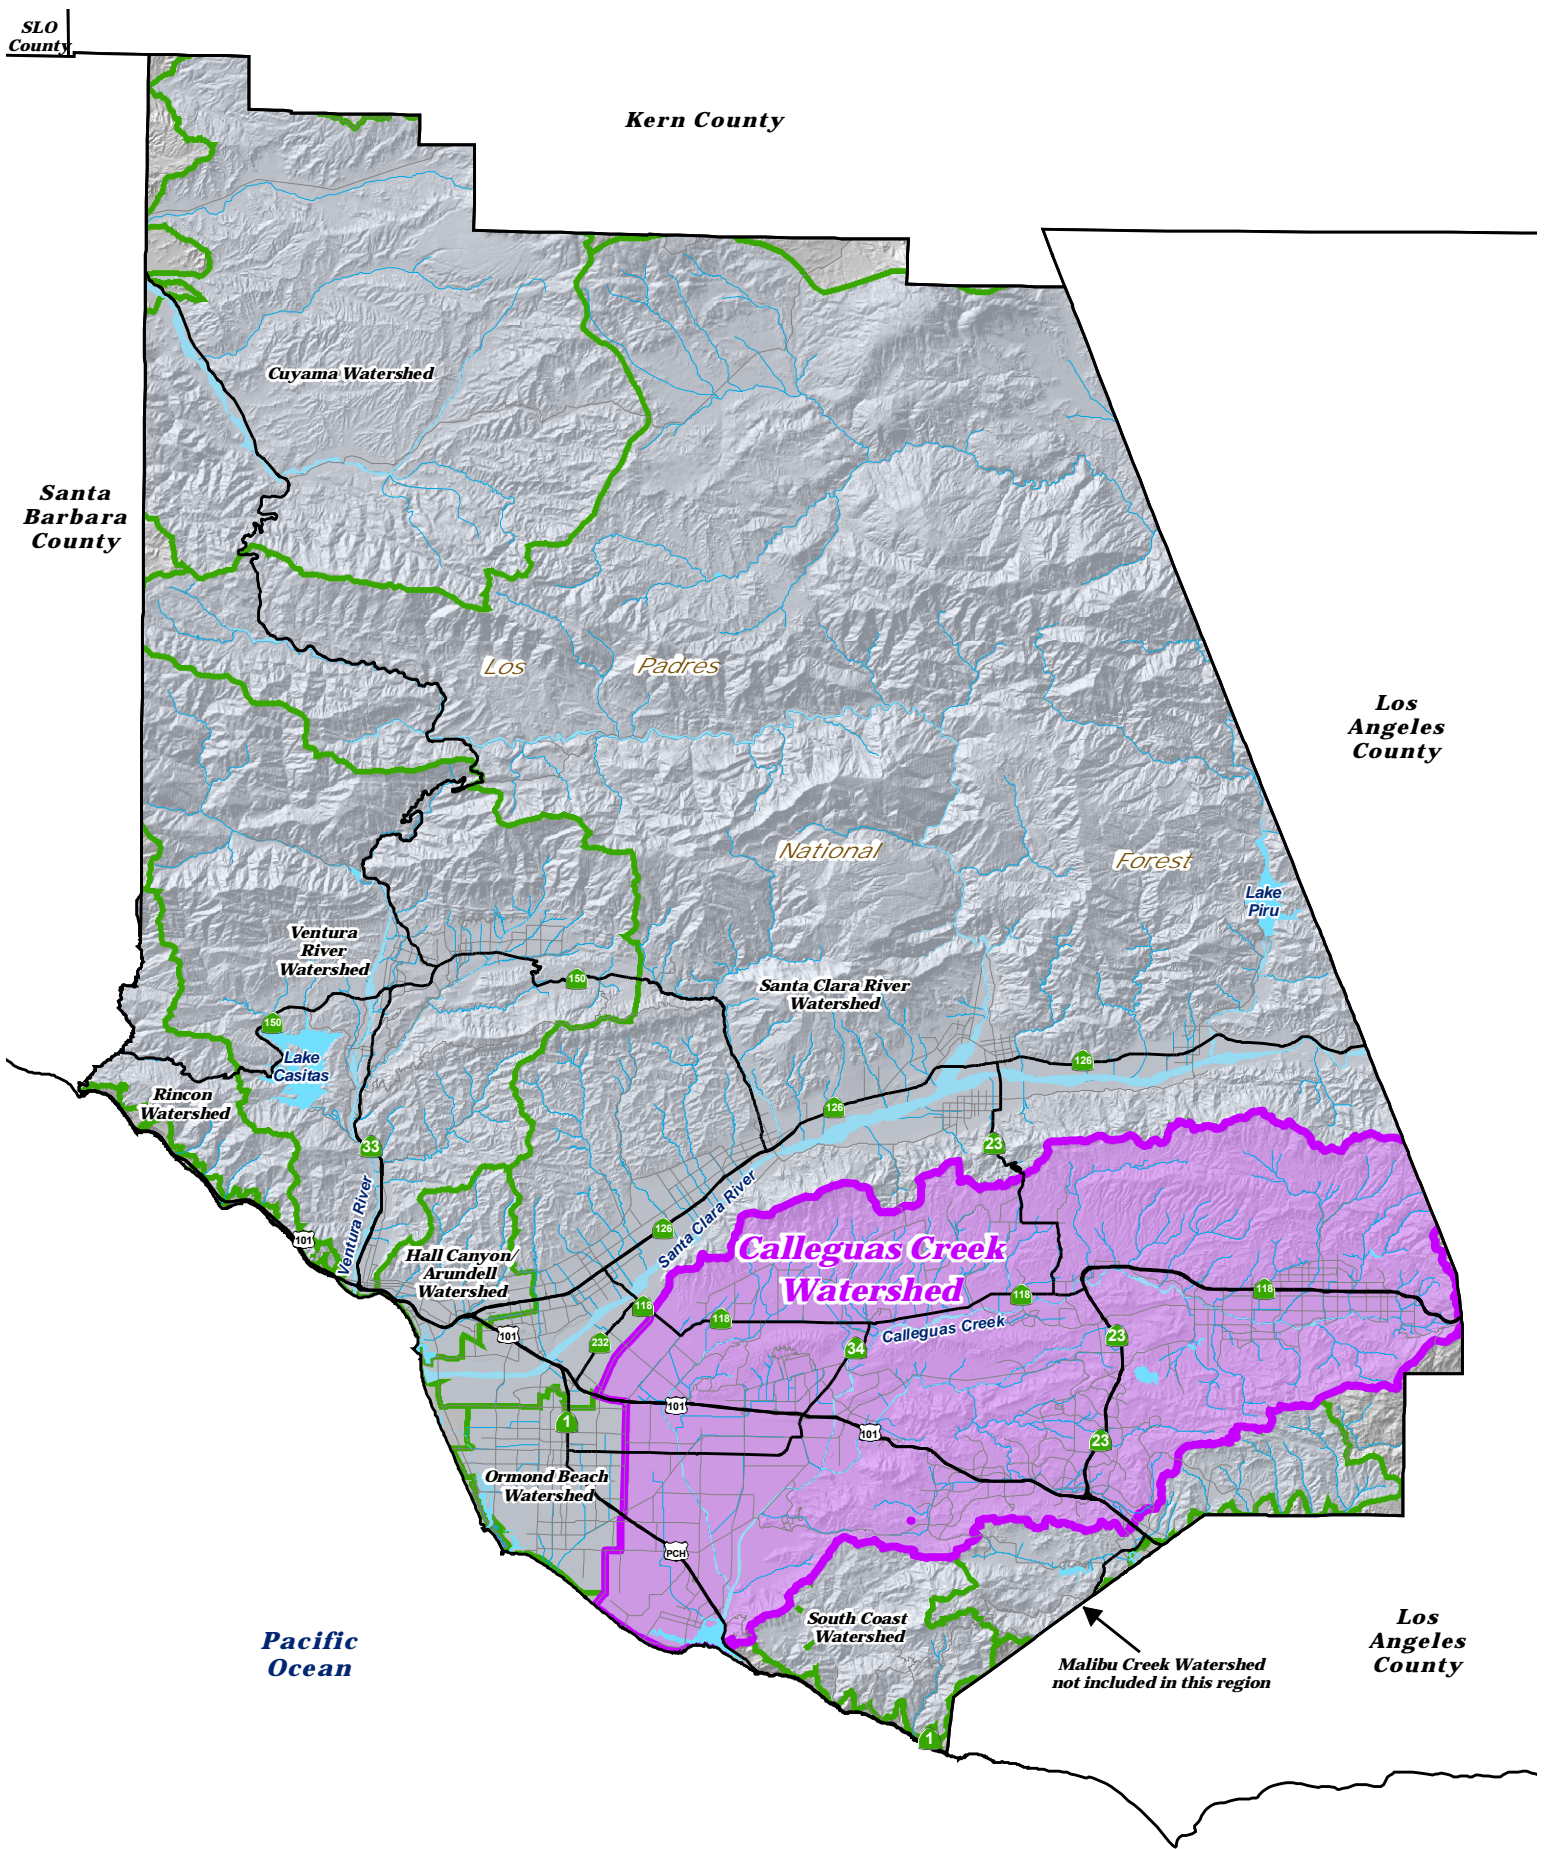 SLO
County
Kern County
Cuyama Watershed
Santa
Barbara
County
Los
Padres
Los
Angeles
County
National
Forest
Lake
Piru
Ventura
River
Watershed
150
Santa Clara River
Watershed
150
Lake
Casitas
126
Rincon
Watershed
126
33
23
Ventura River
Santa Clara River
126
101
Hall Canyon/
Arundell
Watershed
Calleguas Creek
Watershed
118
118
118
118
Calleguas Creek
101
232
34
23
101
1
101
23
Ormond Beach
Watershed
PCH
South Coast
Watershed
Pacific
Ocean
Los
Angeles
County
Malibu Creek Watershed
not included in this region
1